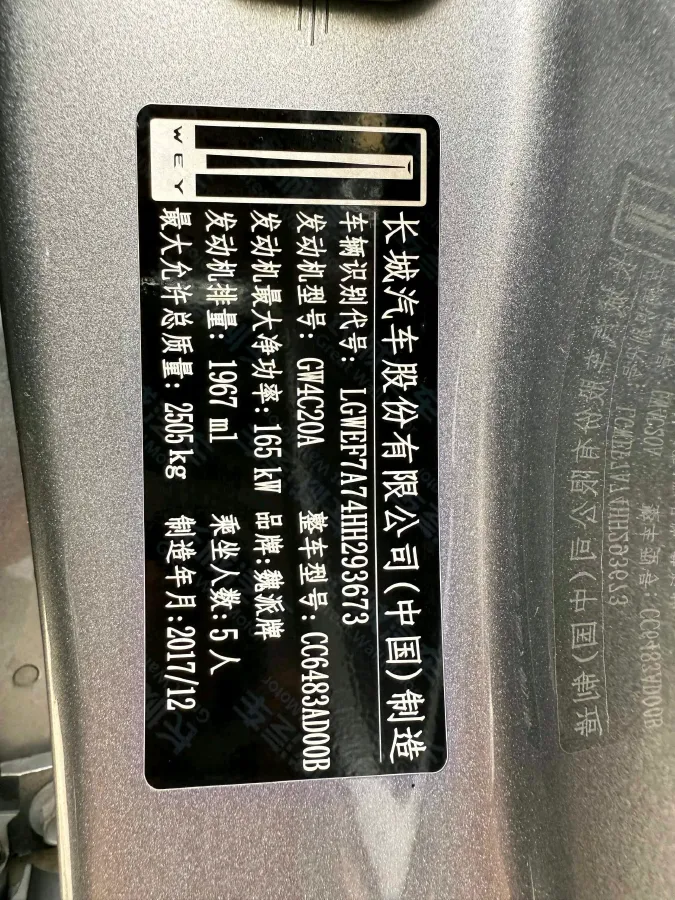 WEY
长城汽车股份有限公司(中国)制造
车辆识别代号: LGWEF7A74HH293673
发动机型号: GW4C20A 整车型号: CC6483AD00B
发动机最大净功率: 165 kW 品牌: 魏派牌
发动机排量: 1967 ml 乘坐人数: 5人
最大允许总质量: 2505 kg 制造年月: 2017/12